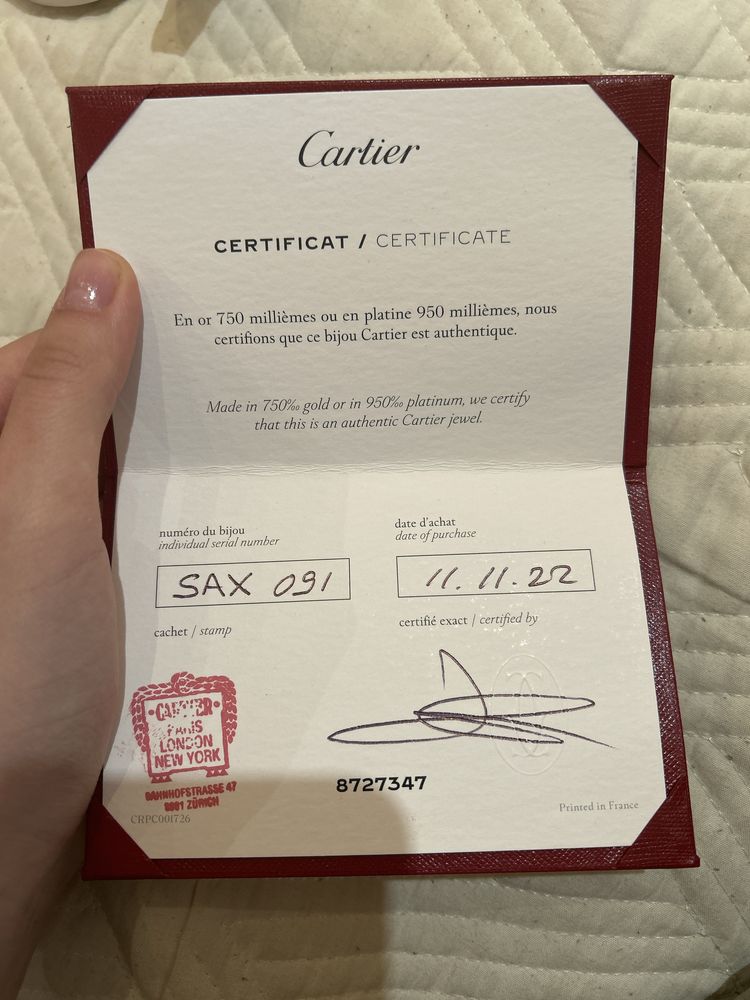 Cartier
CERTIFICAT / CERTIFICATE
En or 750 millièmes ou en platine 950 millièmes, nous
certifions que ce bijou Cartier est authentique.
Made in 750‰ gold or in 950‰ platinum, we certify
that this is an authentic Cartier jewel.
numéro du bijou
individual serial number
SAX 091
date d'achat
date of purchase
11.11.22
cachet / stamp
certifié exact / certified by
CARTIER
PARIS
LONDON
NEW YORK
BAHNHOFSTRASSE 47
8001 ZÜRICH
CRPC001726
8727347
Printed in France